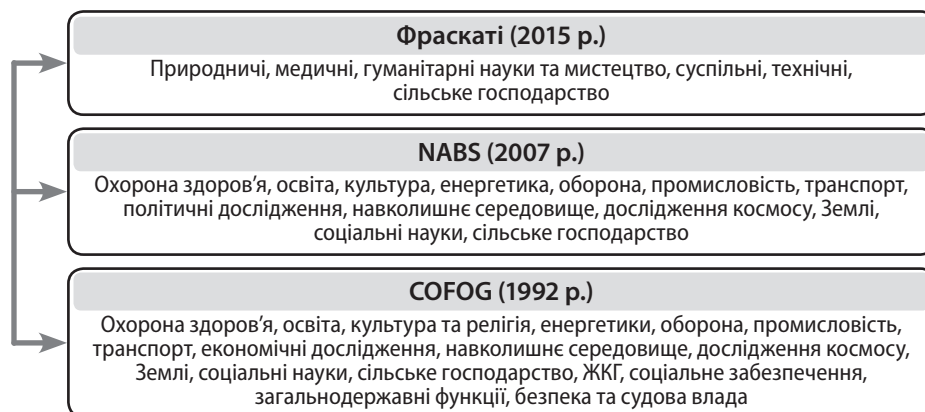 Фраскаті (2015 р.)
Природничі, медичні, гуманітарні науки та мистецтво, суспільні, технічні,
сільське господарство
NABS (2007 р.)
Охорона здоров’я, освіта, культура, енергетика, оборона, промисловість, транспорт,
політичні дослідження, навколишнє середовище, дослідження космосу, Землі,
соціальні науки, сільське господарство
COFOG (1992 р.)
Охорона здоров’я, освіта, культура та релігія, енергетики, оборона, промисловість,
транспорт, економічні дослідження, навколишнє середовище, дослідження космосу,
Землі, соціальні науки, сільське господарство, ЖКГ, соціальне забезпечення,
загальнодержавні функції, безпека та судова влада